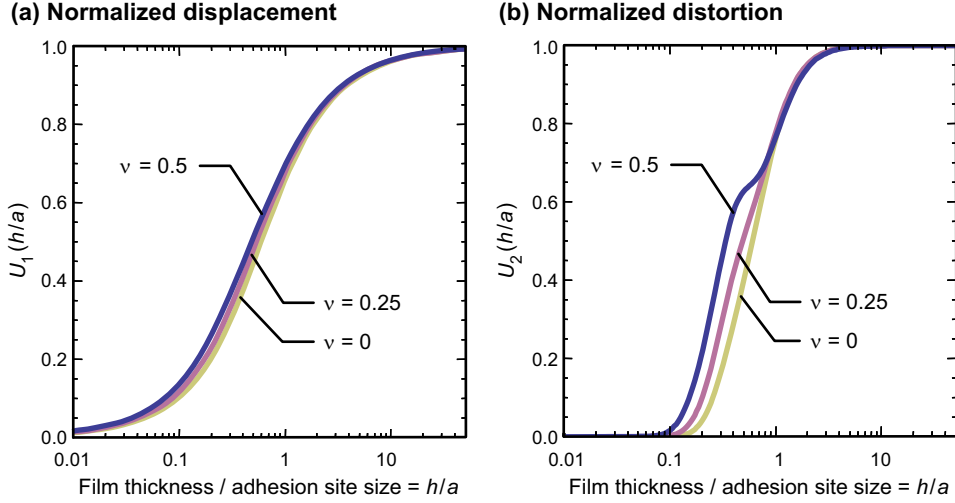 (a) Normalized displacement
U₁(h/a)
1.0
0.8
0.6
0.4
0.2
0.0
ν = 0.5
ν = 0.25
ν = 0
0.01 0.1 1 10
Film thickness / adhesion site size = h/a
(b) Normalized distortion
U₂(h/a)
1.0
0.8
0.6
0.4
0.2
0.0
ν = 0.5
ν = 0.25
ν = 0
0.01 0.1 1 10
Film thickness / adhesion site size = h/a